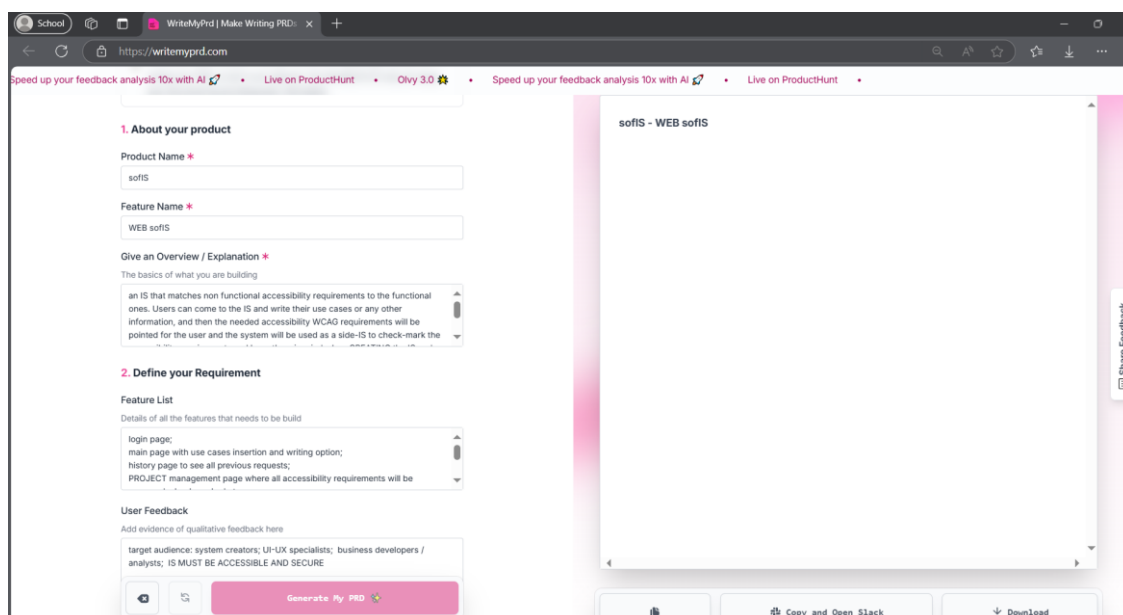 School
WriteMyPrd | Make Writing PRDs
https://writemyprd.com
Speed up your feedback analysis 10x with AI 🚀 • Live on ProductHunt • Olvy 3.0 • Speed up your feedback analysis 10x with AI 🚀 • Live on ProductHunt •
1. About your product
Product Name *
sofIS
Feature Name *
WEB sofIS
Give an Overview / Explanation *
The basics of what you are building
an IS that matches non functional accessibility requirements to the functional
ones. Users can come to the IS and write their use cases or any other
information, and then the needed accessibility WCAG requirements will be
pointed for the user and the system will be used as a side-IS to check-mark the
2. Define your Requirement
Feature List
Details of all the features that needs to be build
login page;
main page with use cases insertion and writing option;
history page to see all previous requests;
PROJECT management page where all accessibility requirements will be
User Feedback
Add evidence of qualitative feedback here
target audience: system creators; UI-UX specialists; business developers /
analysts; IS MUST BE ACCESSIBLE AND SECURE
Generate My PRD
sofIS - WEB sofIS
Share Feedback
Copy and Open Slack
Download